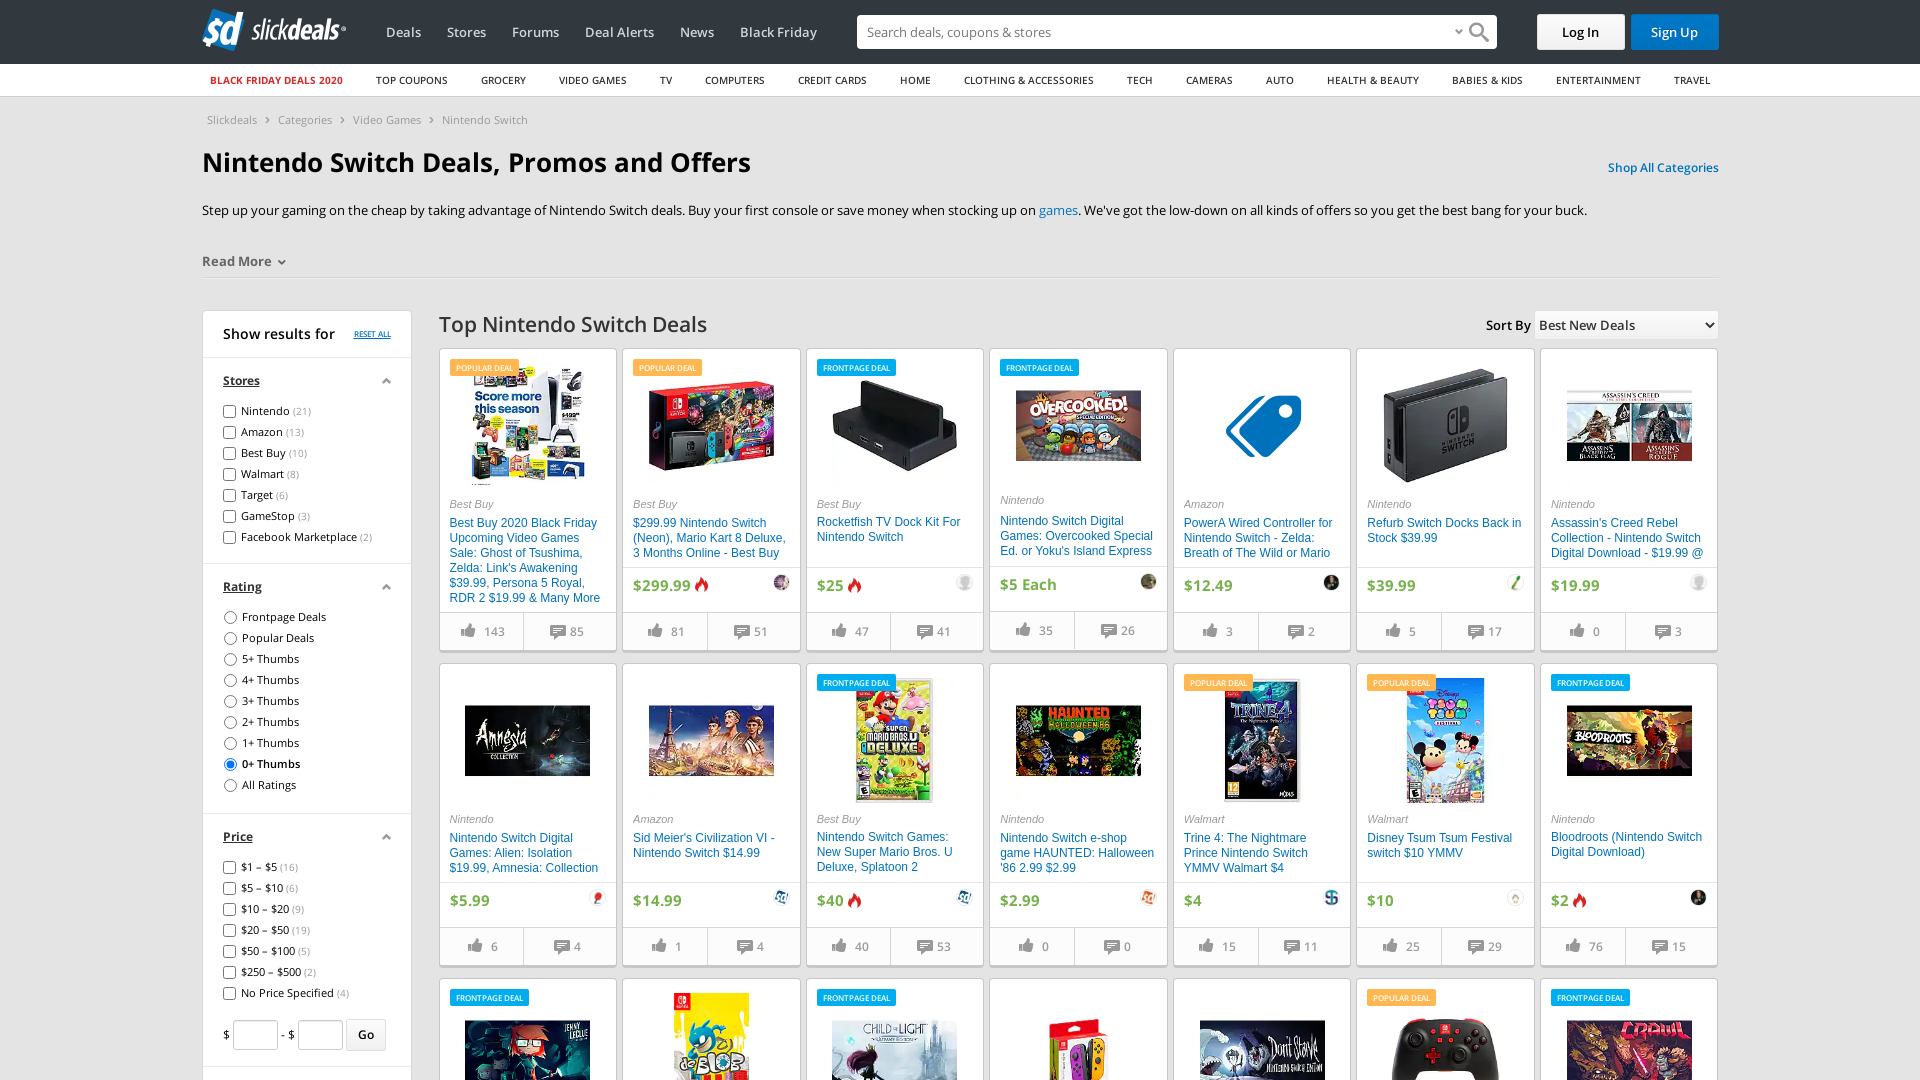 sd slickdeals
Deals
Stores
Forums
Deal Alerts
News
Black Friday
Search deals, coupons & stores
Log In
Sign Up
BLACK FRIDAY DEALS 2020
TOP COUPONS
GROCERY
VIDEO GAMES
TV
COMPUTERS
CREDIT CARDS
HOME
CLOTHING & ACCESSORIES
TECH
CAMERAS
AUTO
HEALTH & BEAUTY
BABIES & KIDS
ENTERTAINMENT
TRAVEL
Slickdeals > Categories > Video Games > Nintendo Switch
Nintendo Switch Deals, Promos and Offers
Shop All Categories
Step up your gaming on the cheap by taking advantage of Nintendo Switch deals. Buy your first console or save money when stocking up on games. We've got the low-down on all kinds of offers so you get the best bang for your buck.
Read More
Show results for
RESET ALL
Stores
Nintendo (21)
Amazon (13)
Best Buy (10)
Walmart (8)
Target (6)
GameStop (3)
Facebook Marketplace (2)
Rating
Frontpage Deals
Popular Deals
5+ Thumbs
4+ Thumbs
3+ Thumbs
2+ Thumbs
1+ Thumbs
0+ Thumbs
All Ratings
Price
$1 – $5 (16)
$5 – $10 (6)
$10 – $20 (9)
$20 – $50 (19)
$50 – $100 (5)
$250 – $500 (2)
No Price Specified (4)
$ - $ Go
Top Nintendo Switch Deals
Sort By Best New Deals
POPULAR DEAL
Score more
this season
Best Buy
Best Buy 2020 Black Friday
Upcoming Video Games
Sale: Ghost of Tsushima,
Zelda: Link's Awakening
$39.99, Persona 5 Royal,
RDR 2 $19.99 & Many More
143
85
POPULAR DEAL
Best Buy
$299.99 Nintendo Switch
(Neon), Mario Kart 8 Deluxe,
3 Months Online - Best Buy
$299.99
81
51
FRONTPAGE DEAL
Best Buy
Rocketfish TV Dock Kit For
Nintendo Switch
$25
47
41
FRONTPAGE DEAL
OVERCOOKED!
SPECIAL EDITION
Nintendo
Nintendo Switch Digital
Games: Overcooked Special
Ed. or Yoku's Island Express
$5 Each
35
26
Amazon
PowerA Wired Controller for
Nintendo Switch - Zelda:
Breath of The Wild or Mario
$12.49
3
2
NINTENDO
SWITCH
Nintendo
Refurb Switch Docks Back in
Stock $39.99
$39.99
5
17
ASSASSIN'S CREED
ASSASSIN'S
BLACK FLAG
ASSASSIN'S
ROGUE
Nintendo
Assassin's Creed Rebel
Collection - Nintendo Switch
Digital Download - $19.99 @
$19.99
0
3
Amnesia
COLLECTION
Nintendo
Nintendo Switch Digital
Games: Alien: Isolation
$19.99, Amnesia: Collection
$5.99
6
4
Amazon
Sid Meier's Civilization VI -
Nintendo Switch $14.99
$14.99
1
4
FRONTPAGE DEAL
NEW
SUPER
MARIO BROS. U
DELUXE
Best Buy
Nintendo Switch Games:
New Super Mario Bros. U
Deluxe, Splatoon 2
$40
40
53
HAUNTED
HALLOWEEN '86
Nintendo
Nintendo Switch e-shop
game HAUNTED: Halloween
'86 2.99 $2.99
$2.99
0
0
POPULAR DEAL
TRINE 4
12
MODUS
Walmart
Trine 4: The Nightmare
Prince Nintendo Switch
YMMV Walmart $4
$4
15
11
POPULAR DEAL
Disney
TSUM
TSUM
FESTIVAL
Walmart
Disney Tsum Tsum Festival
switch $10 YMMV
$10
25
29
FRONTPAGE DEAL
BLOODROOTS
Nintendo
Bloodroots (Nintendo Switch
Digital Download)
$2
76
15
FRONTPAGE DEAL
JENNY
LECLUE
de Blob
FRONTPAGE DEAL
CHILD of LIGHT
ULTIMATE EDITION
Don't Starve
NINTENDO SWITCH EDITION
POPULAR DEAL
FRONTPAGE DEAL
CRAWL